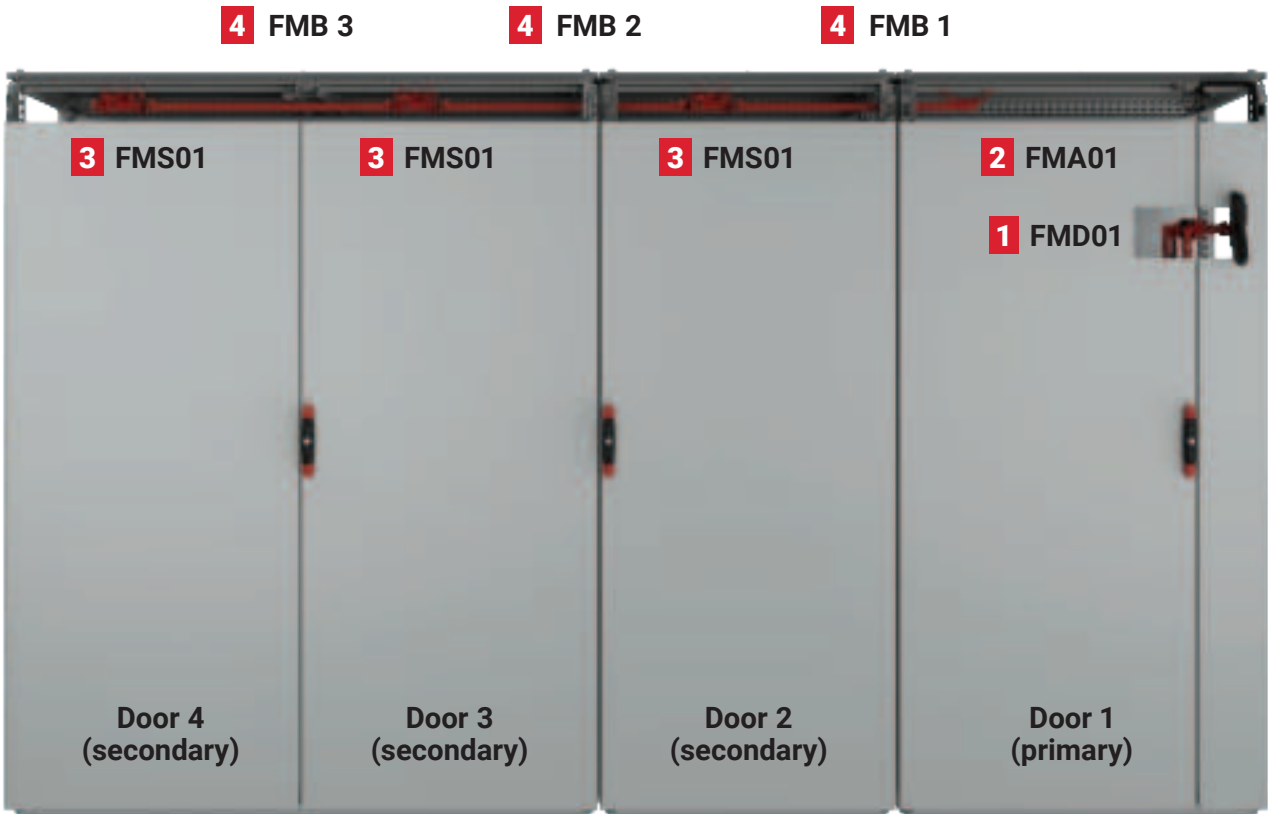 4 FMB 3
4 FMB 2
4 FMB 1
3 FMS01
3 FMS01
3 FMS01
2 FMA01
1 FMD01
Door 4
(secondary)
Door 3
(secondary)
Door 2
(secondary)
Door 1
(primary)